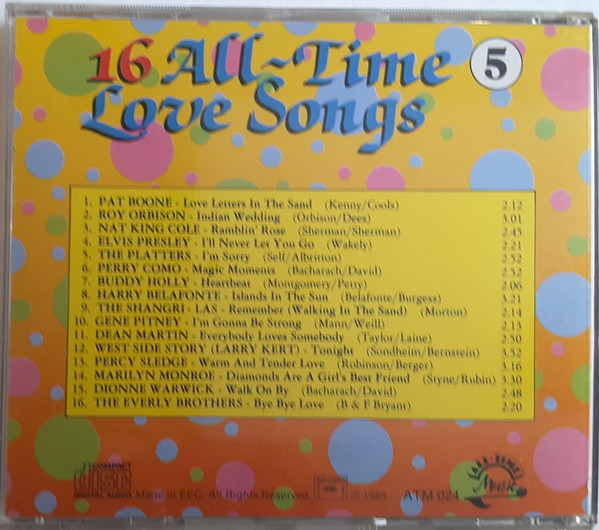 16 All-Time 5
Love Songs
1. PAT BOONE - Love Letters In The Sand (Kenny/Cools) 2.12
2. ROY ORBISON - Indian Wedding (Orbison/Dees) 3.01
3. NAT KING COLE - Ramblin' Rose (Sherman/Sherman) 2.45
4. ELVIS PRESLEY - I'll Never Let You Go (Wakely) 2.21
5. THE PLATTERS - I'm Sorry (Self/Albritton) 2.52
6. PERRY COMO - Magic Moments (Bacharach/David) 2.52
7. BUDDY HOLLY - Heartbeat (Montgomery/Petty) 2.06
8. HARRY BELAFONTE - Islands In The Sun (Belafonte/Burgess) 3.21
9. THE SHANGRI - LAS - Remember (Walking In The Sand) (Morton) 2.14
10. GENE PITNEY - I'm Gonna Be Strong (Mann/Weill) 2.13
11. DEAN MARTIN - Everybody Loves Somebody (Taylor/Laine) 2.50
12. WEST SIDE STORY (LARRY KERT) - Tonight (Sondheim/Bernstein) 3.52
13. PERCY SLEDGE - Warm And Tender Love (Robinson/Berger) 3.16
14. MARILYN MONROE - Diamonds Are A Girl's Best Friend (Styne/Rubin) 3.30
15. DIONNE WARWICK - Walk On By (Bacharach/David) 2.48
16. THE EVERLY BROTHERS - Bye Bye Love (B & F Bryant) 2.20
COMPACT
disc
DIGITAL AUDIO
Made in EEC. All Rights Reserved.
ATM 024
ALL-TIME
Music